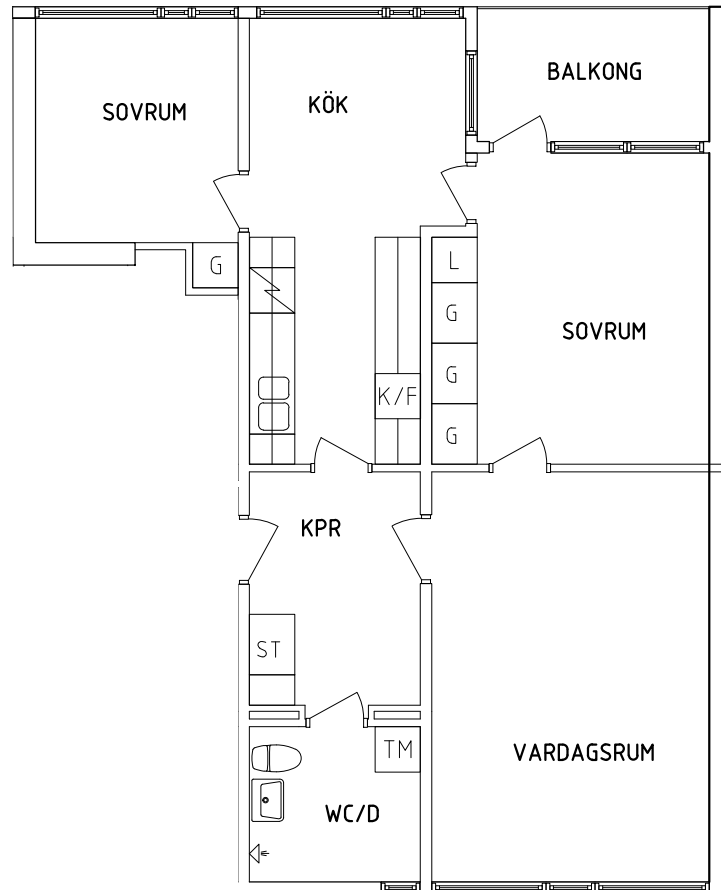 BALKONG
SOVRUM
KÖK
G
L
G
SOVRUM
G
K/F
G
KPR
ST
TM
VARDAGSRUM
WC/D